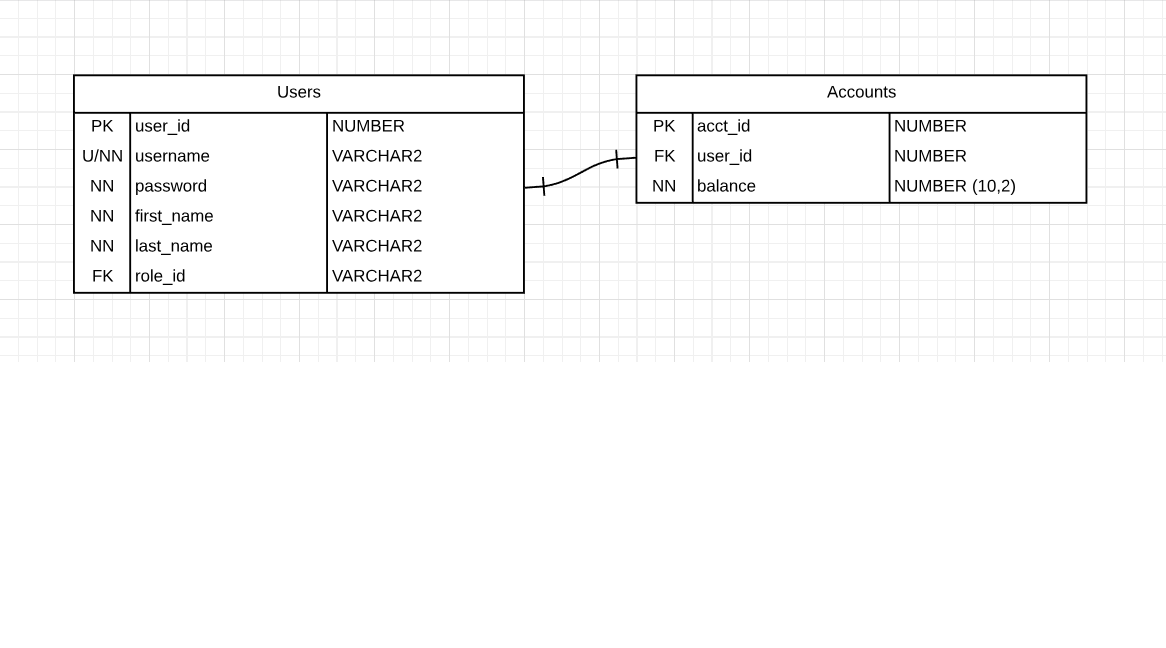 Users
PK user_id NUMBER
U/NN username VARCHAR2
NN password VARCHAR2
NN first_name VARCHAR2
NN last_name VARCHAR2
FK role_id VARCHAR2
Accounts
PK acct_id NUMBER
FK user_id NUMBER
NN balance NUMBER (10,2)